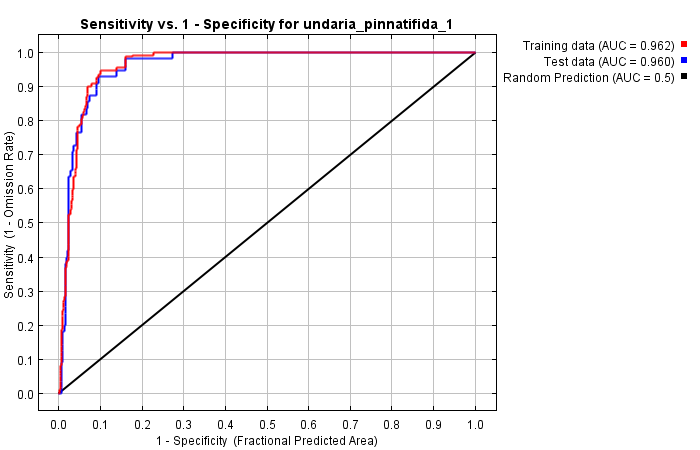 Sensitivity vs. 1 - Specificity for undaria_pinnatifida_1
Training data (AUC = 0.962)
Test data (AUC = 0.960)
Random Prediction (AUC = 0.5)
Sensitivity (1 - Omission Rate)
1.0
0.9
0.8
0.7
0.6
0.5
0.4
0.3
0.2
0.1
0.0
0.0 0.1 0.2 0.3 0.4 0.5 0.6 0.7 0.8 0.9 1.0
1 - Specificity (Fractional Predicted Area)